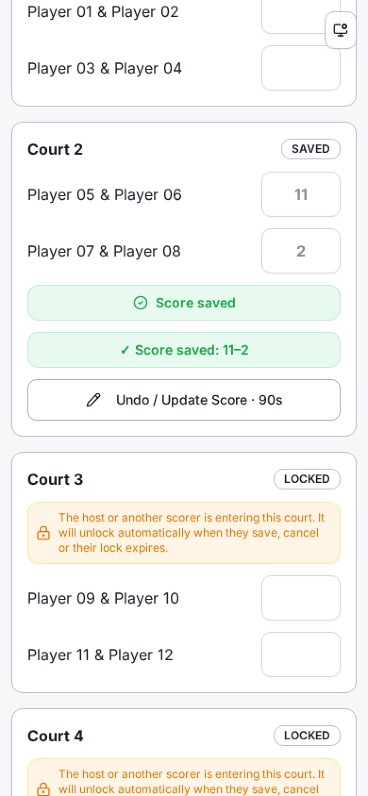 Player 01 & Player 02
Player 03 & Player 04
Court 2
SAVED
Player 05 & Player 06
11
Player 07 & Player 08
2
Score saved
✓ Score saved: 11–2
Undo / Update Score · 90s
Court 3
LOCKED
The host or another scorer is entering this court. It
will unlock automatically when they save, cancel
or their lock expires.
Player 09 & Player 10
Player 11 & Player 12
Court 4
LOCKED
The host or another scorer is entering this court. It
will unlock automatically when they save, cancel